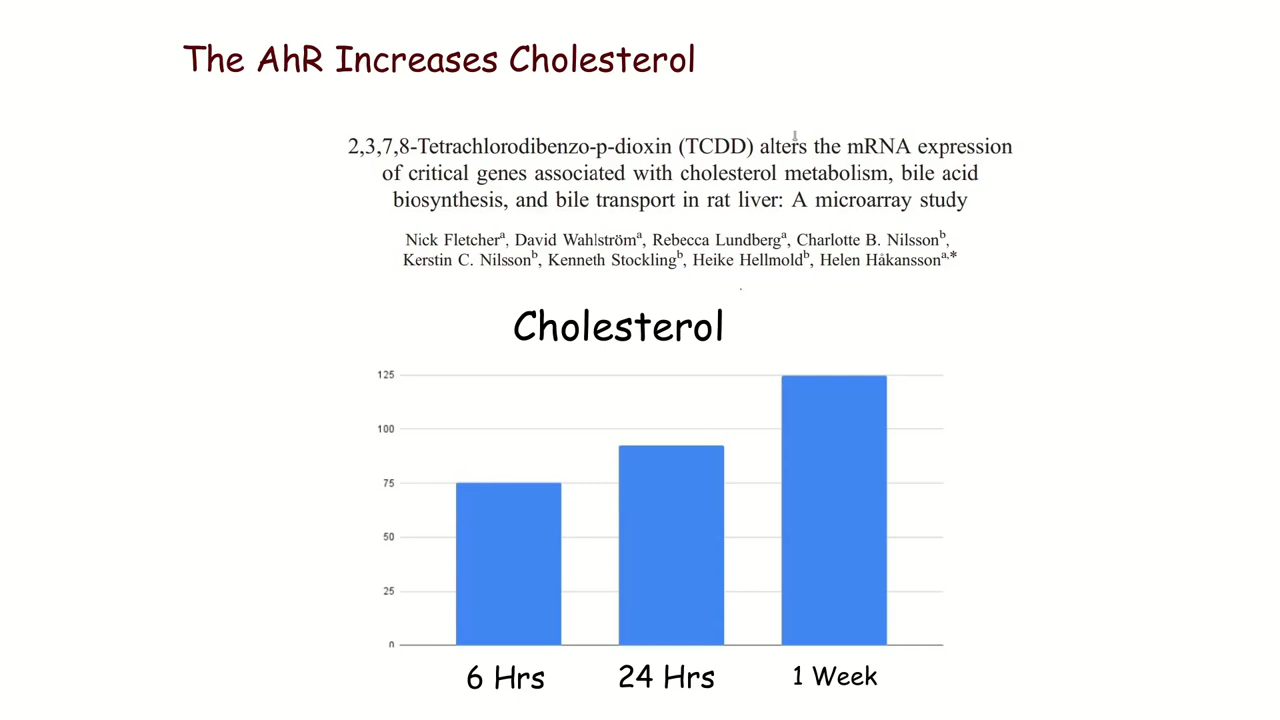 The AhR Increases Cholesterol
2,3,7,8-Tetrachlorodibenzo-p-dioxin (TCDD) alters the mRNA expression
of critical genes associated with cholesterol metabolism, bile acid
biosynthesis, and bile transport in rat liver: A microarray study
Nick Fletcherᵃ, David Wahlströmᵃ, Rebecca Lundbergᵃ, Charlotte B. Nilssonᵇ,
Kerstin C. Nilssonᵇ, Kenneth Stocklingᵇ, Heike Hellmoldᵇ, Helen Håkanssonᵃ,*
Cholesterol
125
100
75
50
25
0
6 Hrs 24 Hrs 1 Week